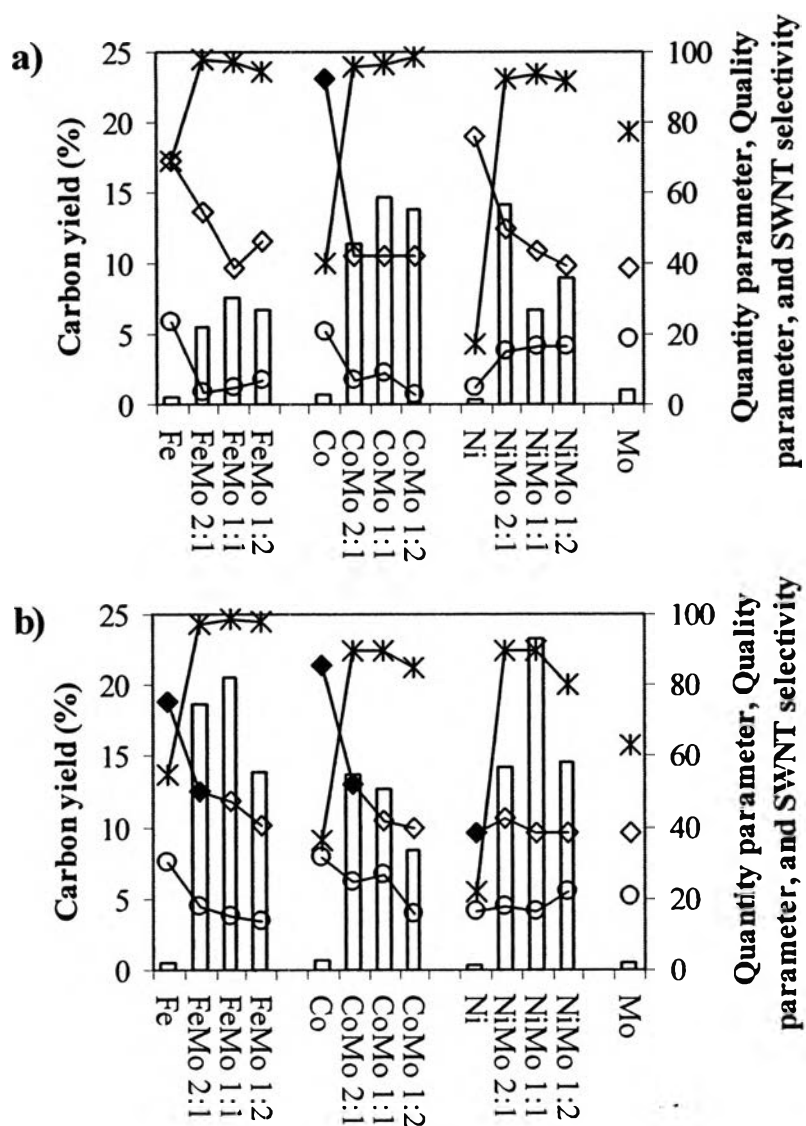 a)
Carbon yield (%)
25
20
15
10
5
0
100
80
60
40
20
0
Quantity parameter, Quality
parameter, and SWNT selectivity
Fe
FeMo 2:1
FeMo 1:1
FeMo 1:2
Co
CoMo 2:1
CoMo 1:1
CoMo 1:2
Ni
NiMo 2:1
NiMo 1:1
NiMo 1:2
Mo
b)
Carbon yield (%)
25
20
15
10
5
0
100
80
60
40
20
0
Quantity parameter, Quality
parameter, and SWNT selectivity
Fe
FeMo 2:1
FeMo 1:1
FeMo 1:2
Co
CoMo 2:1
CoMo 1:1
CoMo 1:2
Ni
NiMo 2:1
NiMo 1:1
NiMo 1:2
Mo